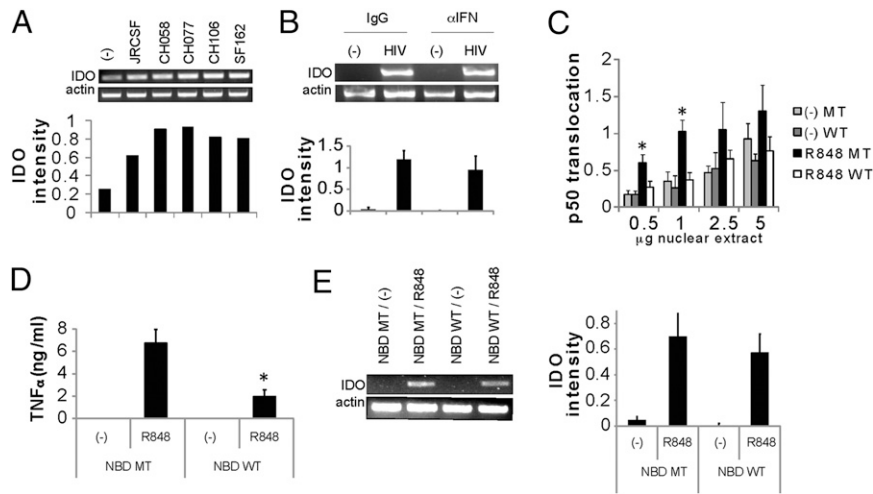 A
(-)
JRCSF
CH058
CH077
CH106
SF162
IDO
actin
IDO
intensity
1
0.8
0.6
0.4
0.2
0
B
IgG
αIFN
(-)
HIV
(-)
HIV
IDO
actin
IDO
intensity
1.5
1
0.5
0
C
p50 translocation
2
1.5
1
0.5
0
*
*
0.5
1
2.5
5
μg nuclear extract
(-) MT
(-) WT
R848 MT
R848 WT
D
TNFα (ng/ml)
8
6
4
2
0
*
(-)
R848
(-)
R848
NBD MT
NBD WT
E
NBD MT / (-)
NBD MT / R848
NBD WT / (-)
NBD WT / R848
IDO
actin
IDO
intensity
0.8
0.6
0.4
0.2
0
(-)
R848
(-)
R848
NBD MT
NBD WT